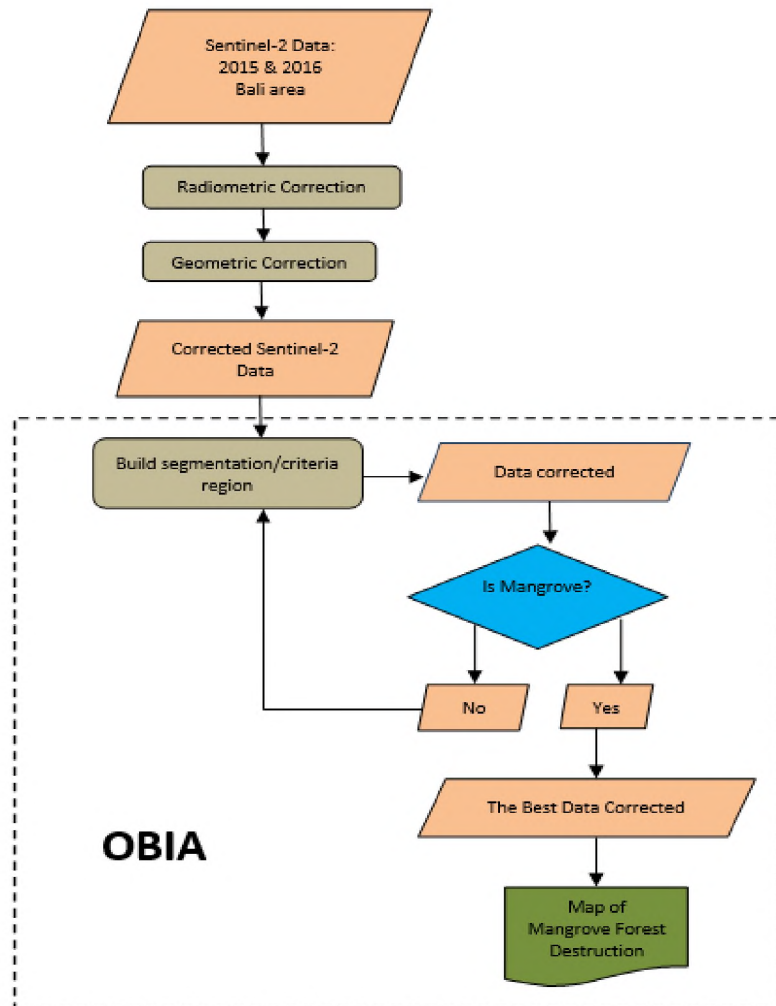 Sentinel-2 Data:
2015 & 2016
Bali area
Radiometric Correction
Geometric Correction
Corrected Sentinel-2
Data
Build segmentation/criteria
region
Data corrected
Is Mangrove?
No
Yes
The Best Data Corrected
OBIA
Map of
Mangrove Forest
Destruction